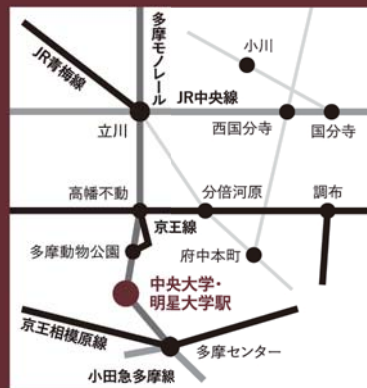 多摩モノレール
小川
JR青梅線
JR中央線
立川
西国分寺
国分寺
高幡不動
分倍河原
調布
京王線
多摩動物公園
府中本町
中央大学・
明星大学駅
京王相模原線
多摩センター
小田急多摩線